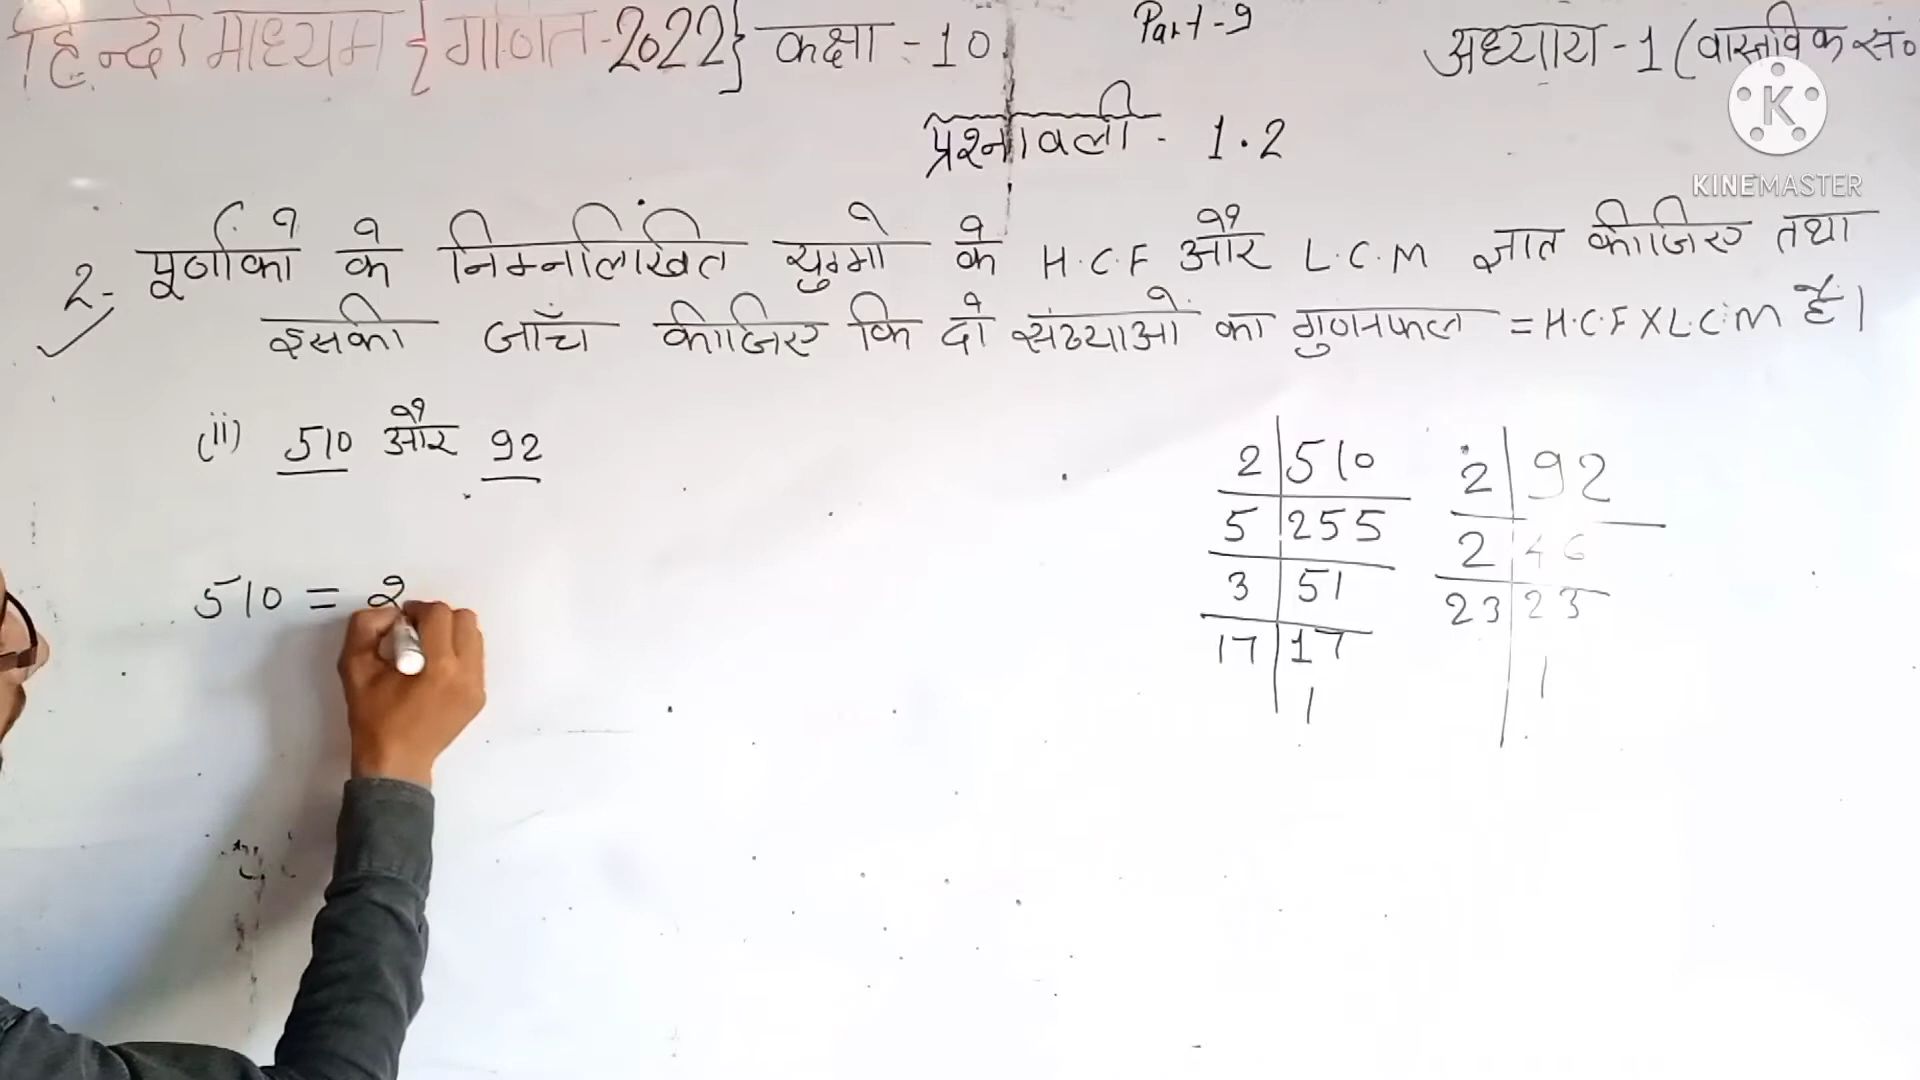 हिन्दी माध्यम {गणित-2022} कक्षा - 10
Part-9
अध्याय-1 (वास्तविक सं०
KINEMASTER
प्रश्नावली - 1.2
2- पूर्णांकों के निम्नलिखित युग्मों के H.C.F और L.C.M ज्ञात कीजिए तथा
इसकी जाँच कीजिए कि दो संख्याओं का गुणनफल = H.C.F X L.C.M है।
(ii) 510 और 92
2 | 510
5 | 255
3 | 51
17 | 17
1
2 | 92
2 | 46
23 | 23
1
510 = 2